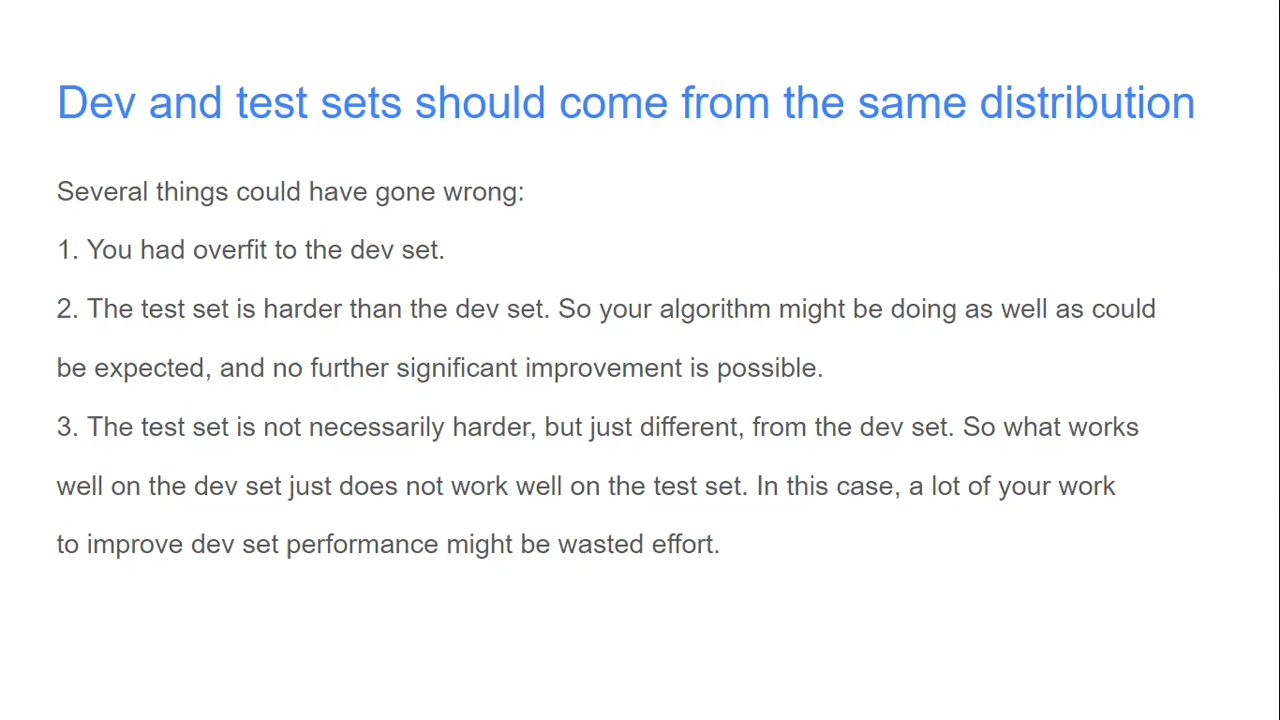 Dev and test sets should come from the same distribution
Several things could have gone wrong:
1. You had overfit to the dev set.
2. The test set is harder than the dev set. So your algorithm might be doing as well as could
be expected, and no further significant improvement is possible.
3. The test set is not necessarily harder, but just different, from the dev set. So what works
well on the dev set just does not work well on the test set. In this case, a lot of your work
to improve dev set performance might be wasted effort.